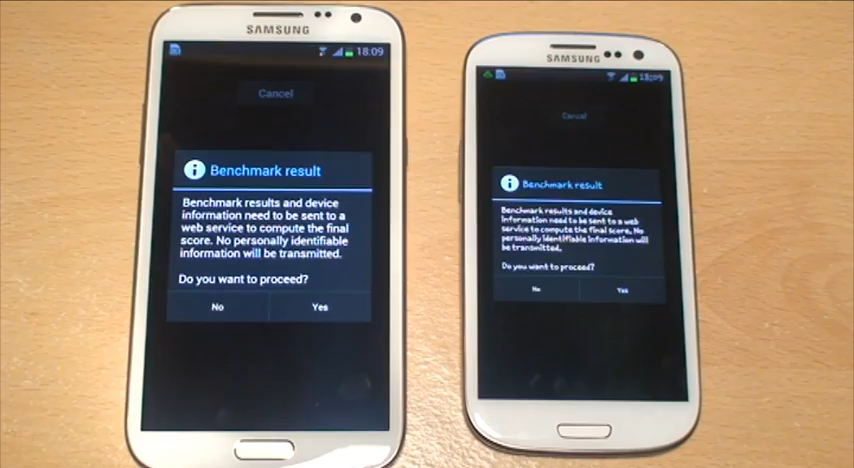 SAMSUNG
18:09
Cancel
Benchmark result
Benchmark results and device
information need to be sent to a
web service to compute the final
score. No personally identifiable
information will be transmitted.
Do you want to proceed?
No
Yes
SAMSUNG
18:09
Cancel
Benchmark result
Benchmark results and device
information need to be sent to a web
service to compute the final score. No
personally identifiable information will
be transmitted.
Do you want to proceed?
No
Yes